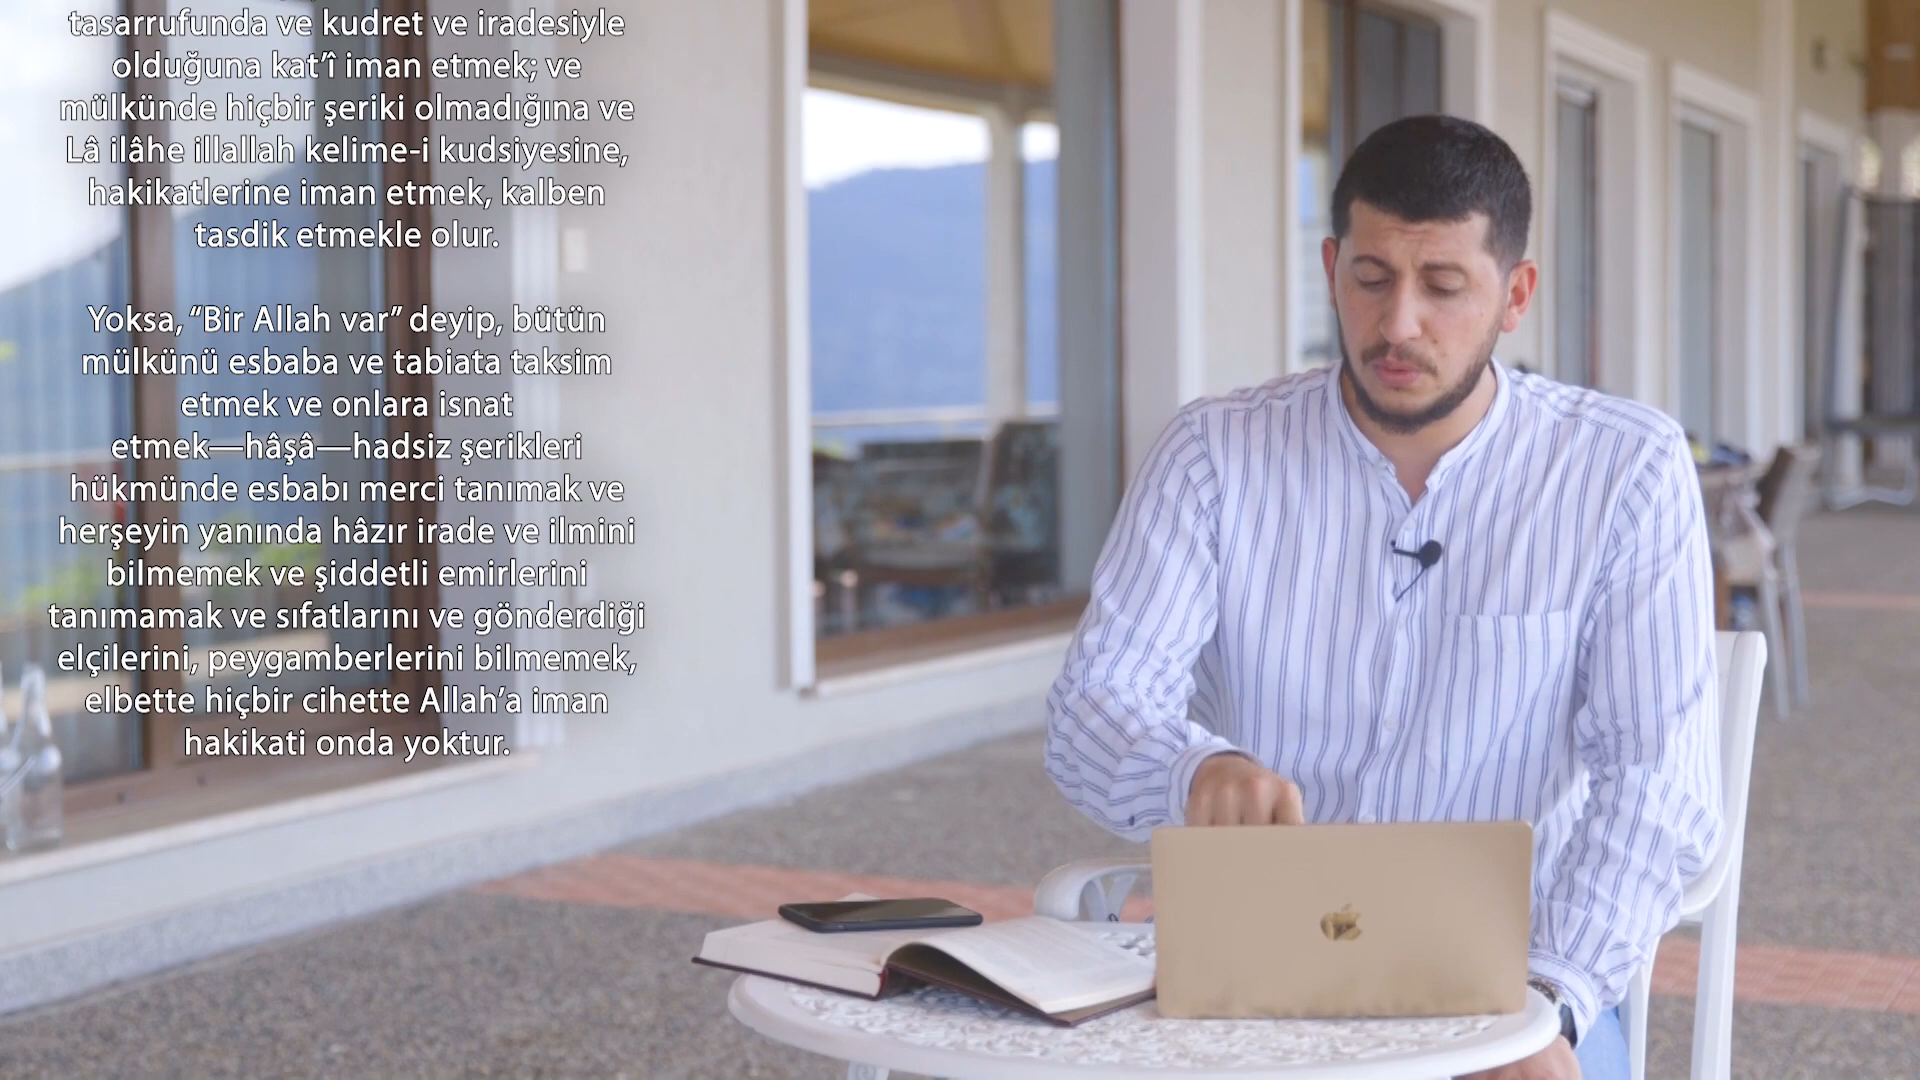 tasarrufunda ve kudret ve iradesiyle
olduğuna kat’î iman etmek; ve
mülkünde hiçbir şeriki olmadığına ve
Lâ ilâhe illallah kelime-i kudsiyesine,
hakikatlerine iman etmek, kalben
tasdik etmekle olur.
Yoksa, “Bir Allah var” deyip, bütün
mülkünü esbaba ve tabiata taksim
etmek ve onlara isnat
etmek—hâşâ—hadsiz şerikleri
hükmünde esbabı merci tanımak ve
herşeyin yanında hâzır irade ve ilmini
bilmemek ve şiddetli emirlerini
tanımamak ve sıfatlarını ve gönderdiği
elçilerini, peygamberlerini bilmemek,
elbette hiçbir cihette Allah’a iman
hakikati onda yoktur.